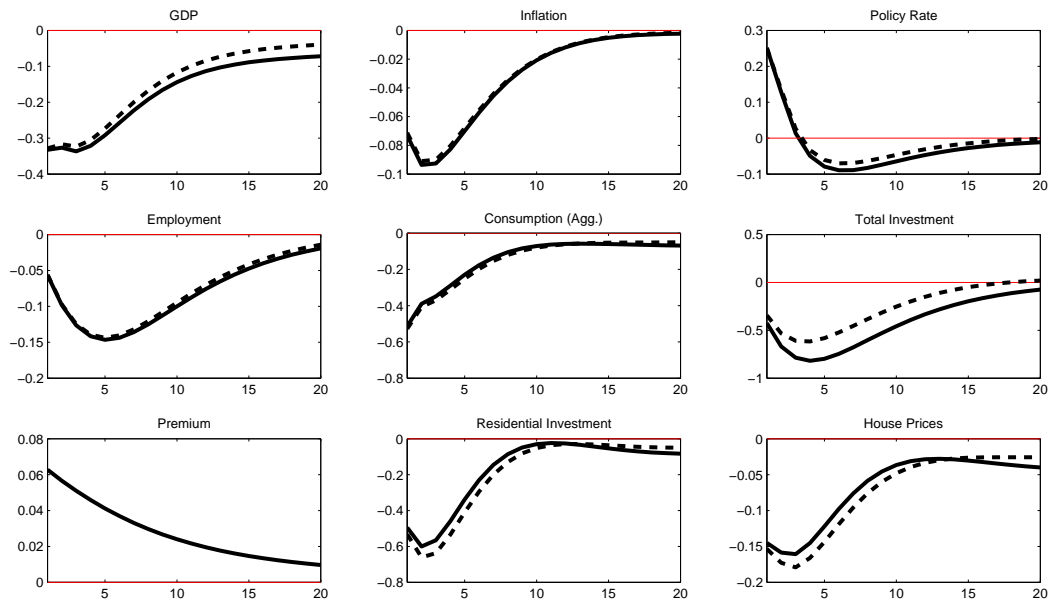 GDP
0
−0.1
−0.2
−0.3
−0.4
5 10 15 20
Inflation
0
−0.02
−0.04
−0.06
−0.08
−0.1
5 10 15 20
Policy Rate
0.3
0.2
0.1
0
−0.1
5 10 15 20
Employment
0
−0.05
−0.1
−0.15
−0.2
5 10 15 20
Consumption (Agg.)
0
−0.2
−0.4
−0.6
−0.8
5 10 15 20
Total Investment
0.5
0
−0.5
−1
5 10 15 20
Premium
0.08
0.06
0.04
0.02
0
5 10 15 20
Residential Investment
0
−0.2
−0.4
−0.6
−0.8
5 10 15 20
House Prices
0
−0.05
−0.1
−0.15
−0.2
5 10 15 20